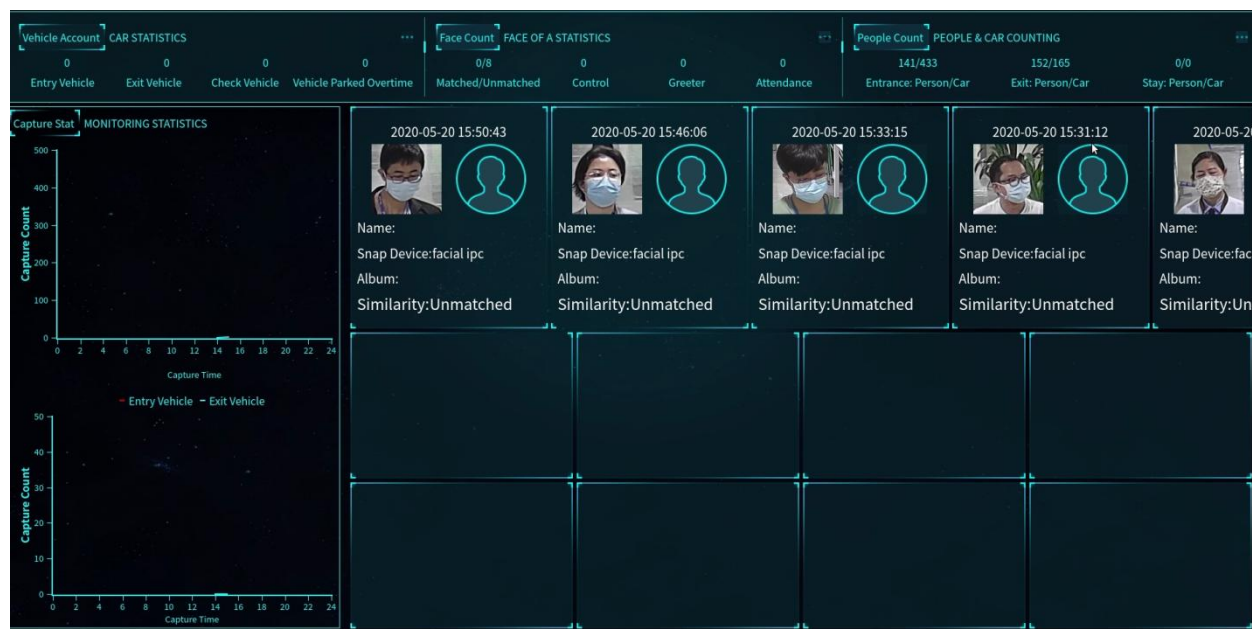 Vehicle Account CAR STATISTICS ...
0 0 0 0
Entry Vehicle Exit Vehicle Check Vehicle Vehicle Parked Overtime
Face Count FACE OF A STATISTICS ...
0/8 0 0 0
Matched/Unmatched Control Greeter Attendance
People Count PEOPLE & CAR COUNTING ...
141/433 152/165 0/0
Entrance: Person/Car Exit: Person/Car Stay: Person/Car
Capture Stat MONITORING STATISTICS
500
400
300
200
100
0
Capture Count
0 2 4 6 8 10 12 14 16 18 20 22 24
Capture Time
Entry Vehicle Exit Vehicle
50
40
30
20
10
0
Capture Count
0 2 4 6 8 10 12 14 16 18 20 22 24
Capture Time
2020-05-20 15:50:43
Name:
Snap Device:facial ipc
Album:
Similarity:Unmatched
2020-05-20 15:46:06
Name:
Snap Device:facial ipc
Album:
Similarity:Unmatched
2020-05-20 15:33:15
Name:
Snap Device:facial ipc
Album:
Similarity:Unmatched
2020-05-20 15:31:12
Name:
Snap Device:facial ipc
Album:
Similarity:Unmatched
2020-05-2
Name:
Snap Device:fac
Album:
Similarity:Un